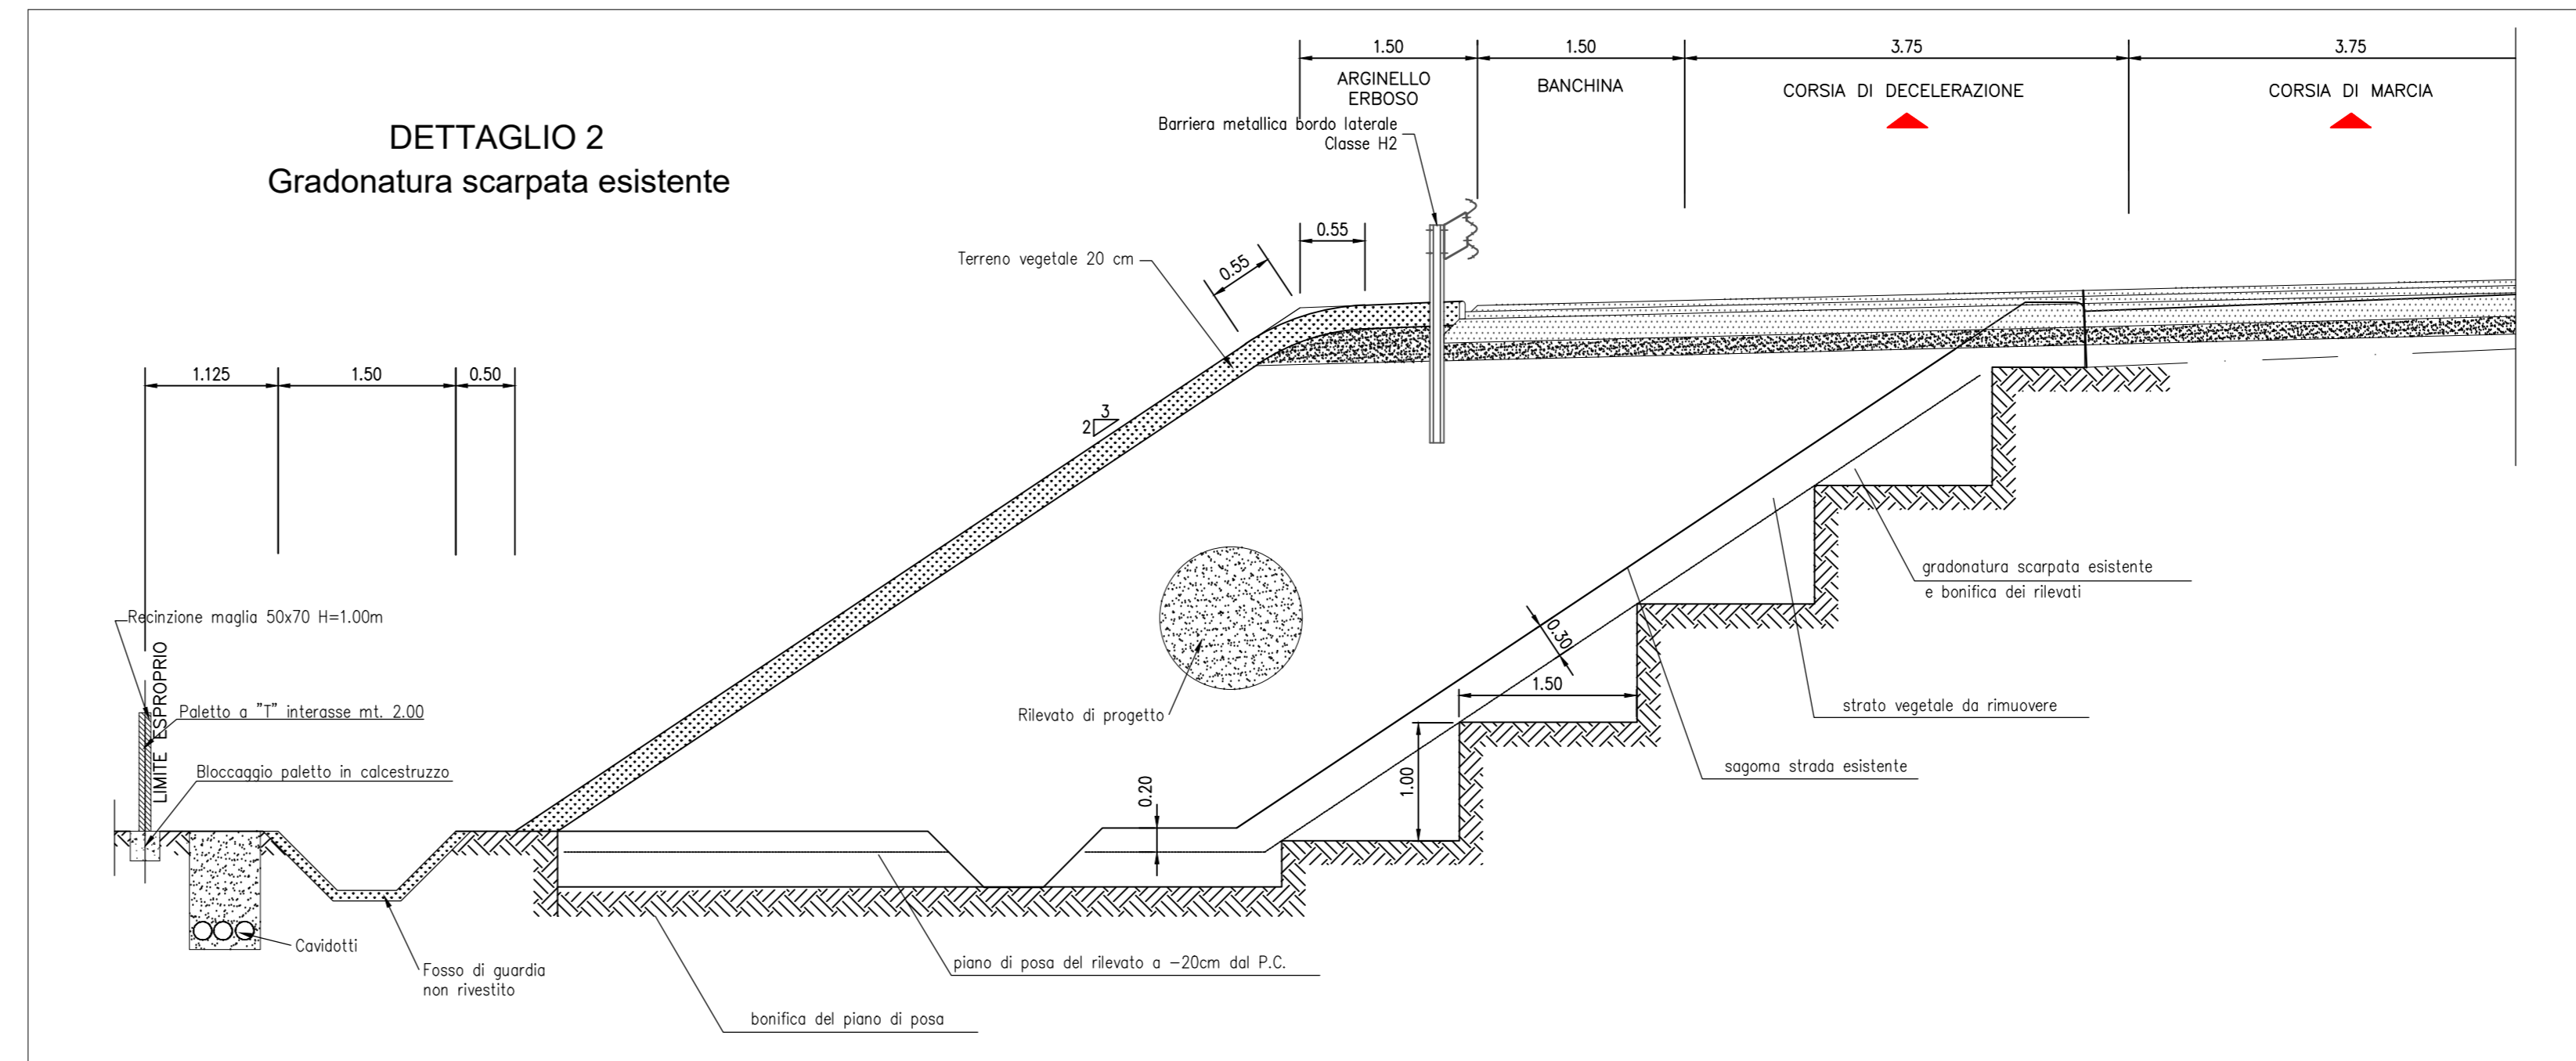 DETTAGLIO 2
Gradonatura scarpata esistente
1.50
1.50
3.75
3.75
ARGINELLO
ERBOSO
BANCHINA
CORSIA DI DECELERAZIONE
CORSIA DI MARCIA
Barriera metallica bordo laterale
Classe H2
0.55
0.55
Terreno vegetale 20 cm
1.125
1.50
0.50
3
2
gradonatura scarpata esistente
e bonifica dei rilevati
Recinzione maglia 50x70 H=1.00m
LIMITE ESPROPRIO
0.30
1.50
Paletto a "T" interasse mt. 2.00
Rilevato di progetto
strato vegetale da rimuovere
Bloccaggio paletto in calcestruzzo
sagoma strada esistente
0.20
1.00
Cavidotti
Fosso di guardia
non rivestito
piano di posa del rilevato a -20cm dal P.C.
bonifica del piano di posa